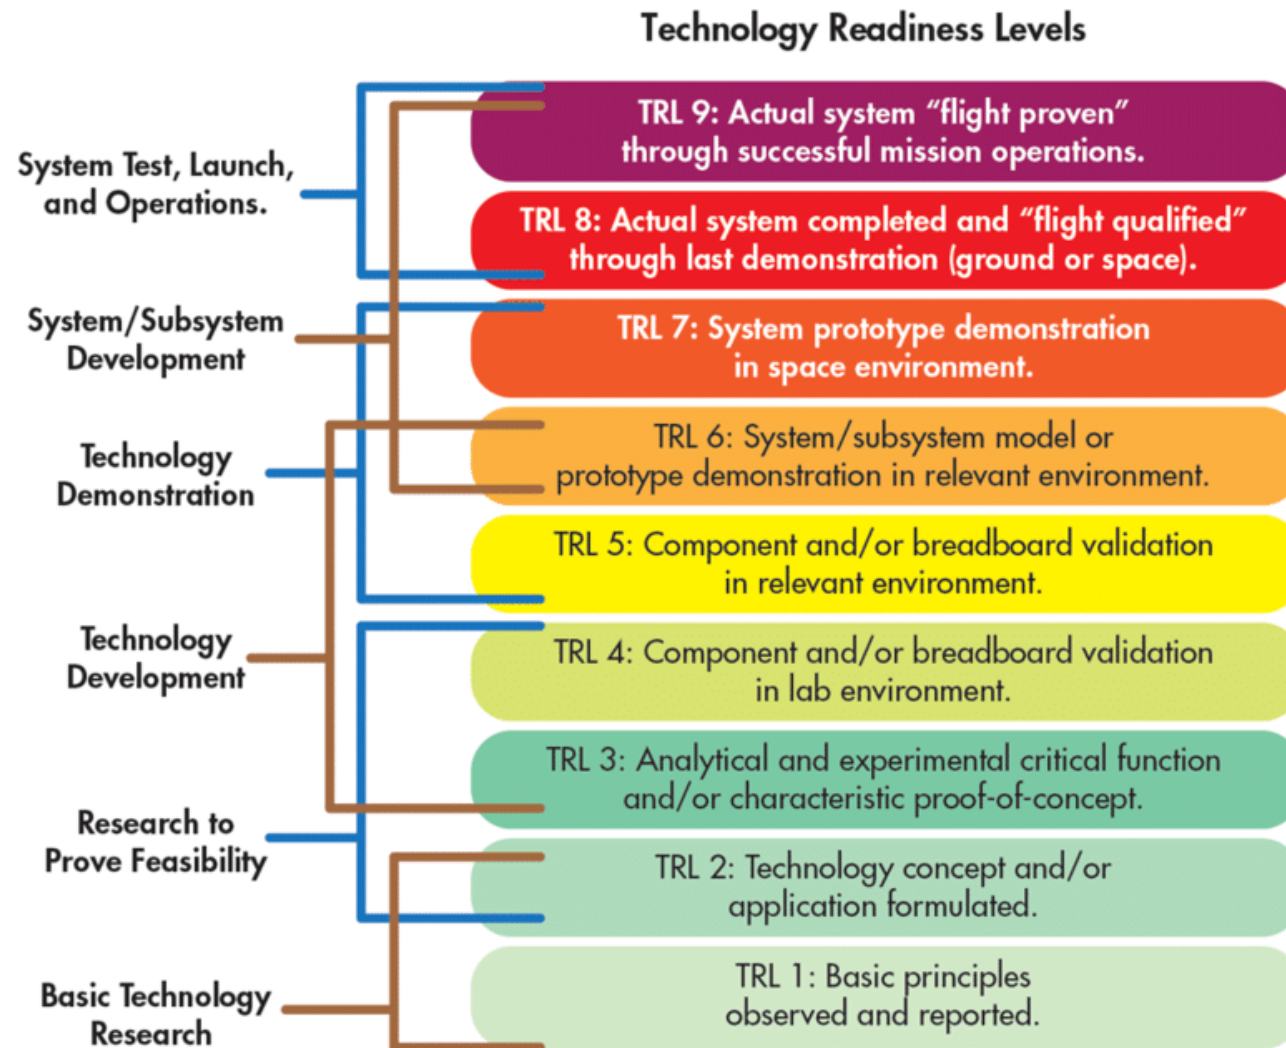 Technology Readiness Levels
System Test, Launch,
and Operations.
System/Subsystem
Development
Technology
Demonstration
Technology
Development
Research to
Prove Feasibility
Basic Technology
Research
TRL 9: Actual system “flight proven”
through successful mission operations.
TRL 8: Actual system completed and “flight qualified”
through last demonstration (ground or space).
TRL 7: System prototype demonstration
in space environment.
TRL 6: System/subsystem model or
prototype demonstration in relevant environment.
TRL 5: Component and/or breadboard validation
in relevant environment.
TRL 4: Component and/or breadboard validation
in lab environment.
TRL 3: Analytical and experimental critical function
and/or characteristic proof-of-concept.
TRL 2: Technology concept and/or
application formulated.
TRL 1: Basic principles
observed and reported.